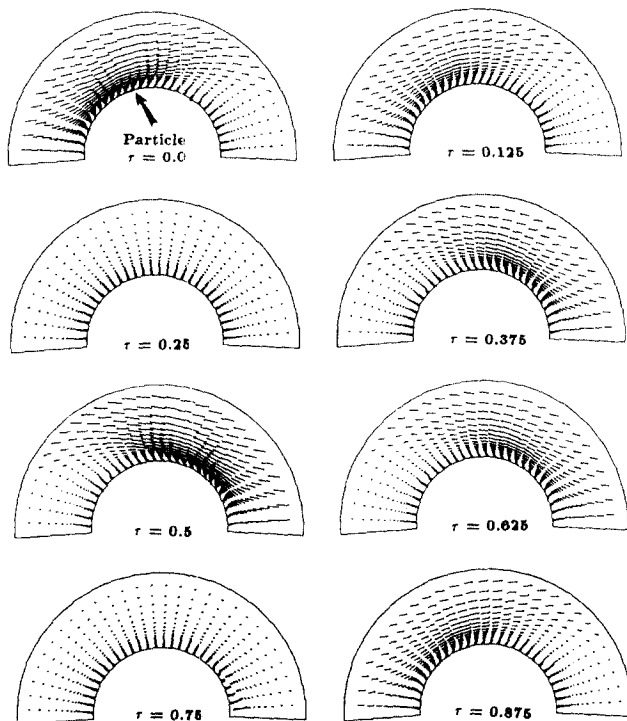 Particle
τ = 0.0
τ = 0.125
τ = 0.25
τ = 0.375
τ = 0.5
τ = 0.625
τ = 0.75
τ = 0.875